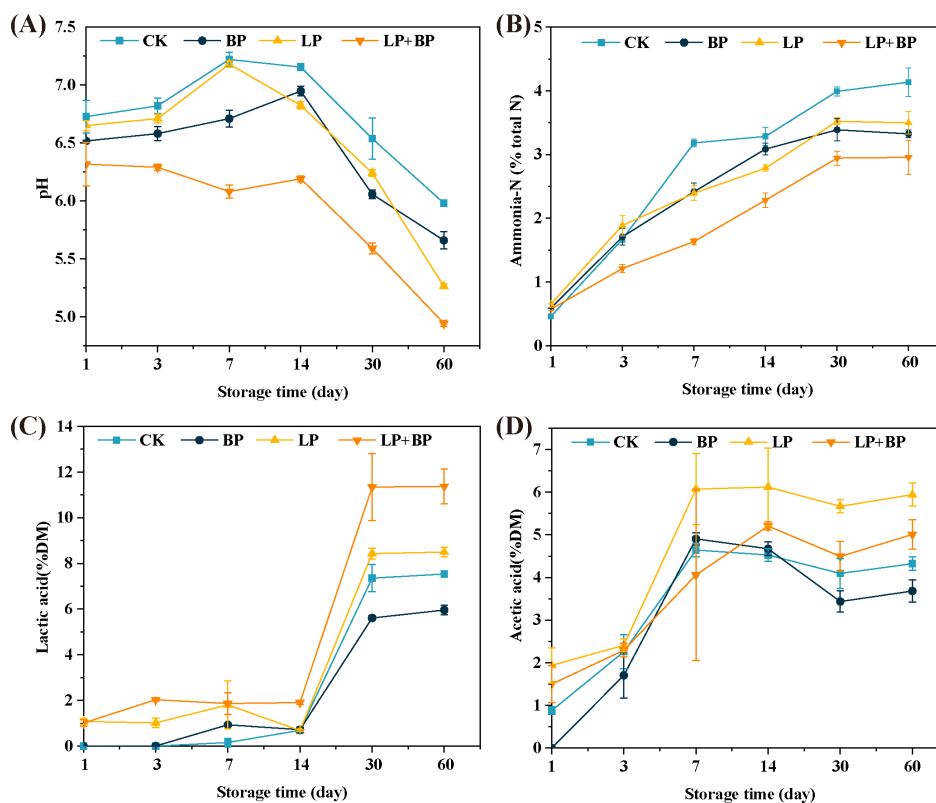 (A)
CK BP LP LP+BP
7.5
7.0
6.5
6.0
5.5
5.0
pH
1 3 7 14 30 60
Storage time (day)
(B)
CK BP LP LP+BP
5
4
3
2
1
0
Ammonia-N (% total N)
1 3 7 14 30 60
Storage time (day)
(C)
CK BP LP LP+BP
14
12
10
8
6
4
2
0
Lactic acid(%DM)
1 3 7 14 30 60
Storage time (day)
(D)
CK BP LP LP+BP
7
6
5
4
3
2
1
0
Acetic acid(%DM)
1 3 7 14 30 60
Storage time (day)